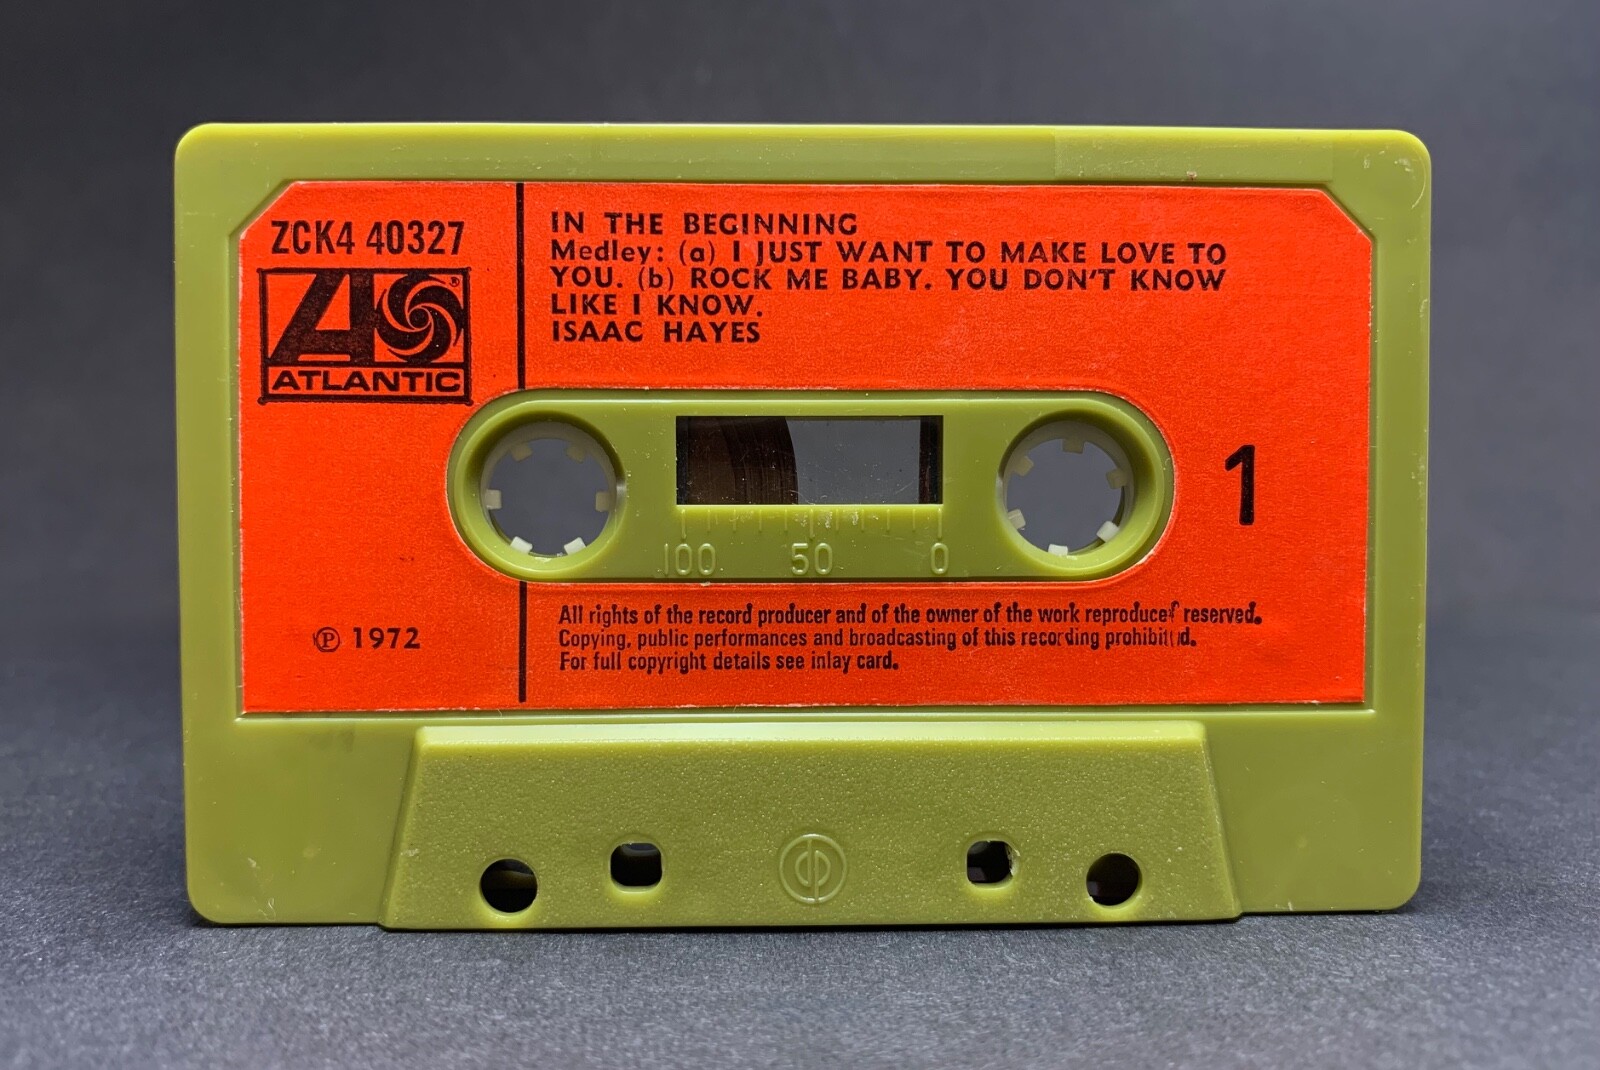 ZCK4 40327
ATLANTIC
®
IN THE BEGINNING
Medley: (a) I JUST WANT TO MAKE LOVE TO
YOU. (b) ROCK ME BABY. YOU DON'T KNOW
LIKE I KNOW.
ISAAC HAYES
1
100 50 0
℗ 1972
All rights of the record producer and of the owner of the work reproduced reserved.
Copying, public performances and broadcasting of this recording prohibited.
For full copyright details see inlay card.